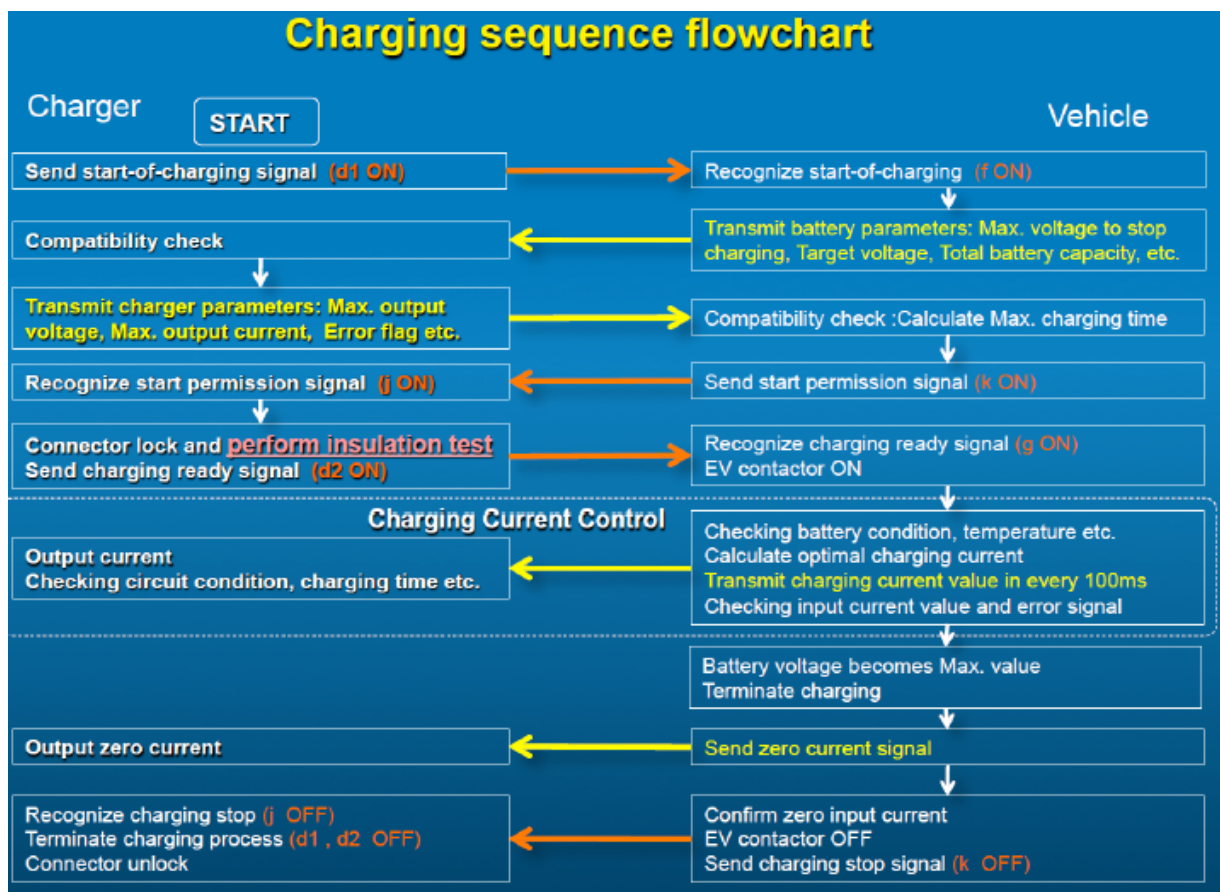 Charging sequence flowchart
Charger
START
Vehicle
Send start-of-charging signal (d1 ON)
Recognize start-of-charging (f ON)
Transmit battery parameters: Max. voltage to stop
charging, Target voltage, Total battery capacity, etc.
Compatibility check
Transmit charger parameters: Max. output
voltage, Max. output current, Error flag etc.
Compatibility check :Calculate Max. charging time
Recognize start permission signal (j ON)
Send start permission signal (k ON)
Connector lock and perform insulation test
Send charging ready signal (d2 ON)
Recognize charging ready signal (g ON)
EV contactor ON
Charging Current Control
Output current
Checking circuit condition, charging time etc.
Checking battery condition, temperature etc.
Calculate optimal charging current
Transmit charging current value in every 100ms
Checking input current value and error signal
Battery voltage becomes Max. value
Terminate charging
Output zero current
Send zero current signal
Recognize charging stop (j OFF)
Terminate charging process (d1 , d2 OFF)
Connector unlock
Confirm zero input current
EV contactor OFF
Send charging stop signal (k OFF)